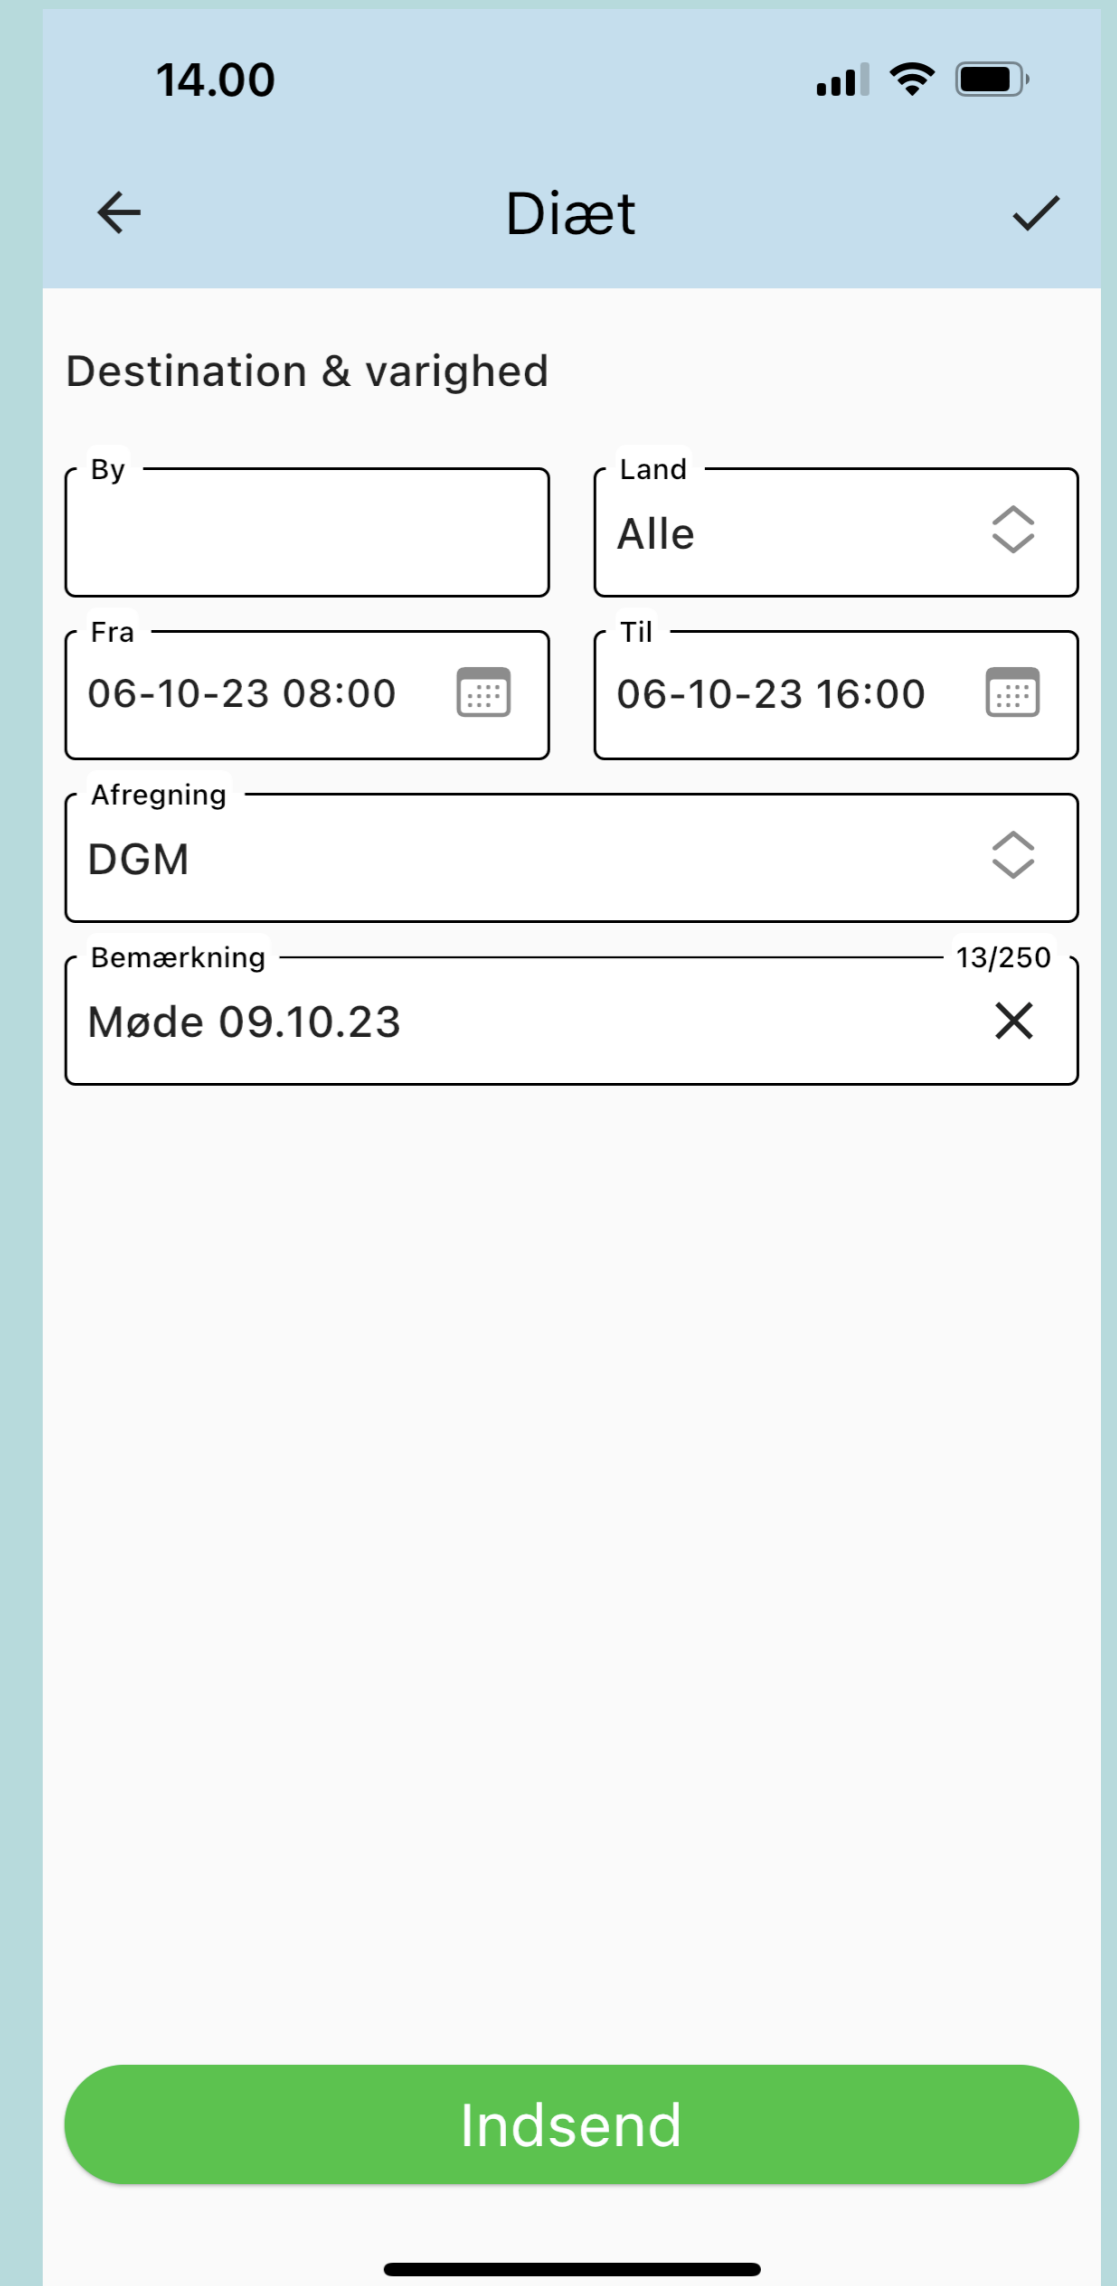 14.00
Diæt
Destination & varighed
By
Land
Alle
Fra
Til
06-10-23 08:00
06-10-23 16:00
Afregning
DGM
Bemærkning
13/250
Møde 09.10.23
Indsend